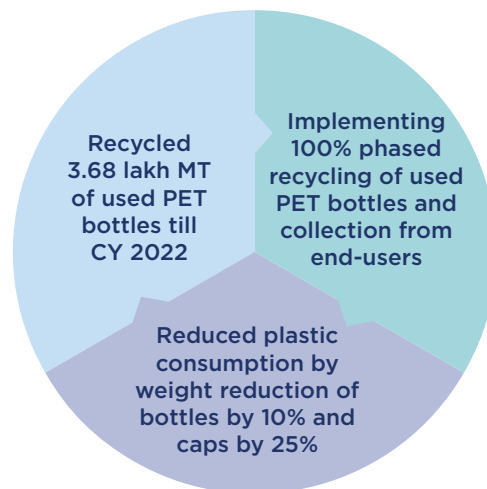 Recycled
3.68 lakh MT
of used PET
bottles till
CY 2022
Implementing
100% phased
recycling of used
PET bottles and
collection from
end-users
Reduced plastic
consumption by
weight reduction of
bottles by 10% and
caps by 25%